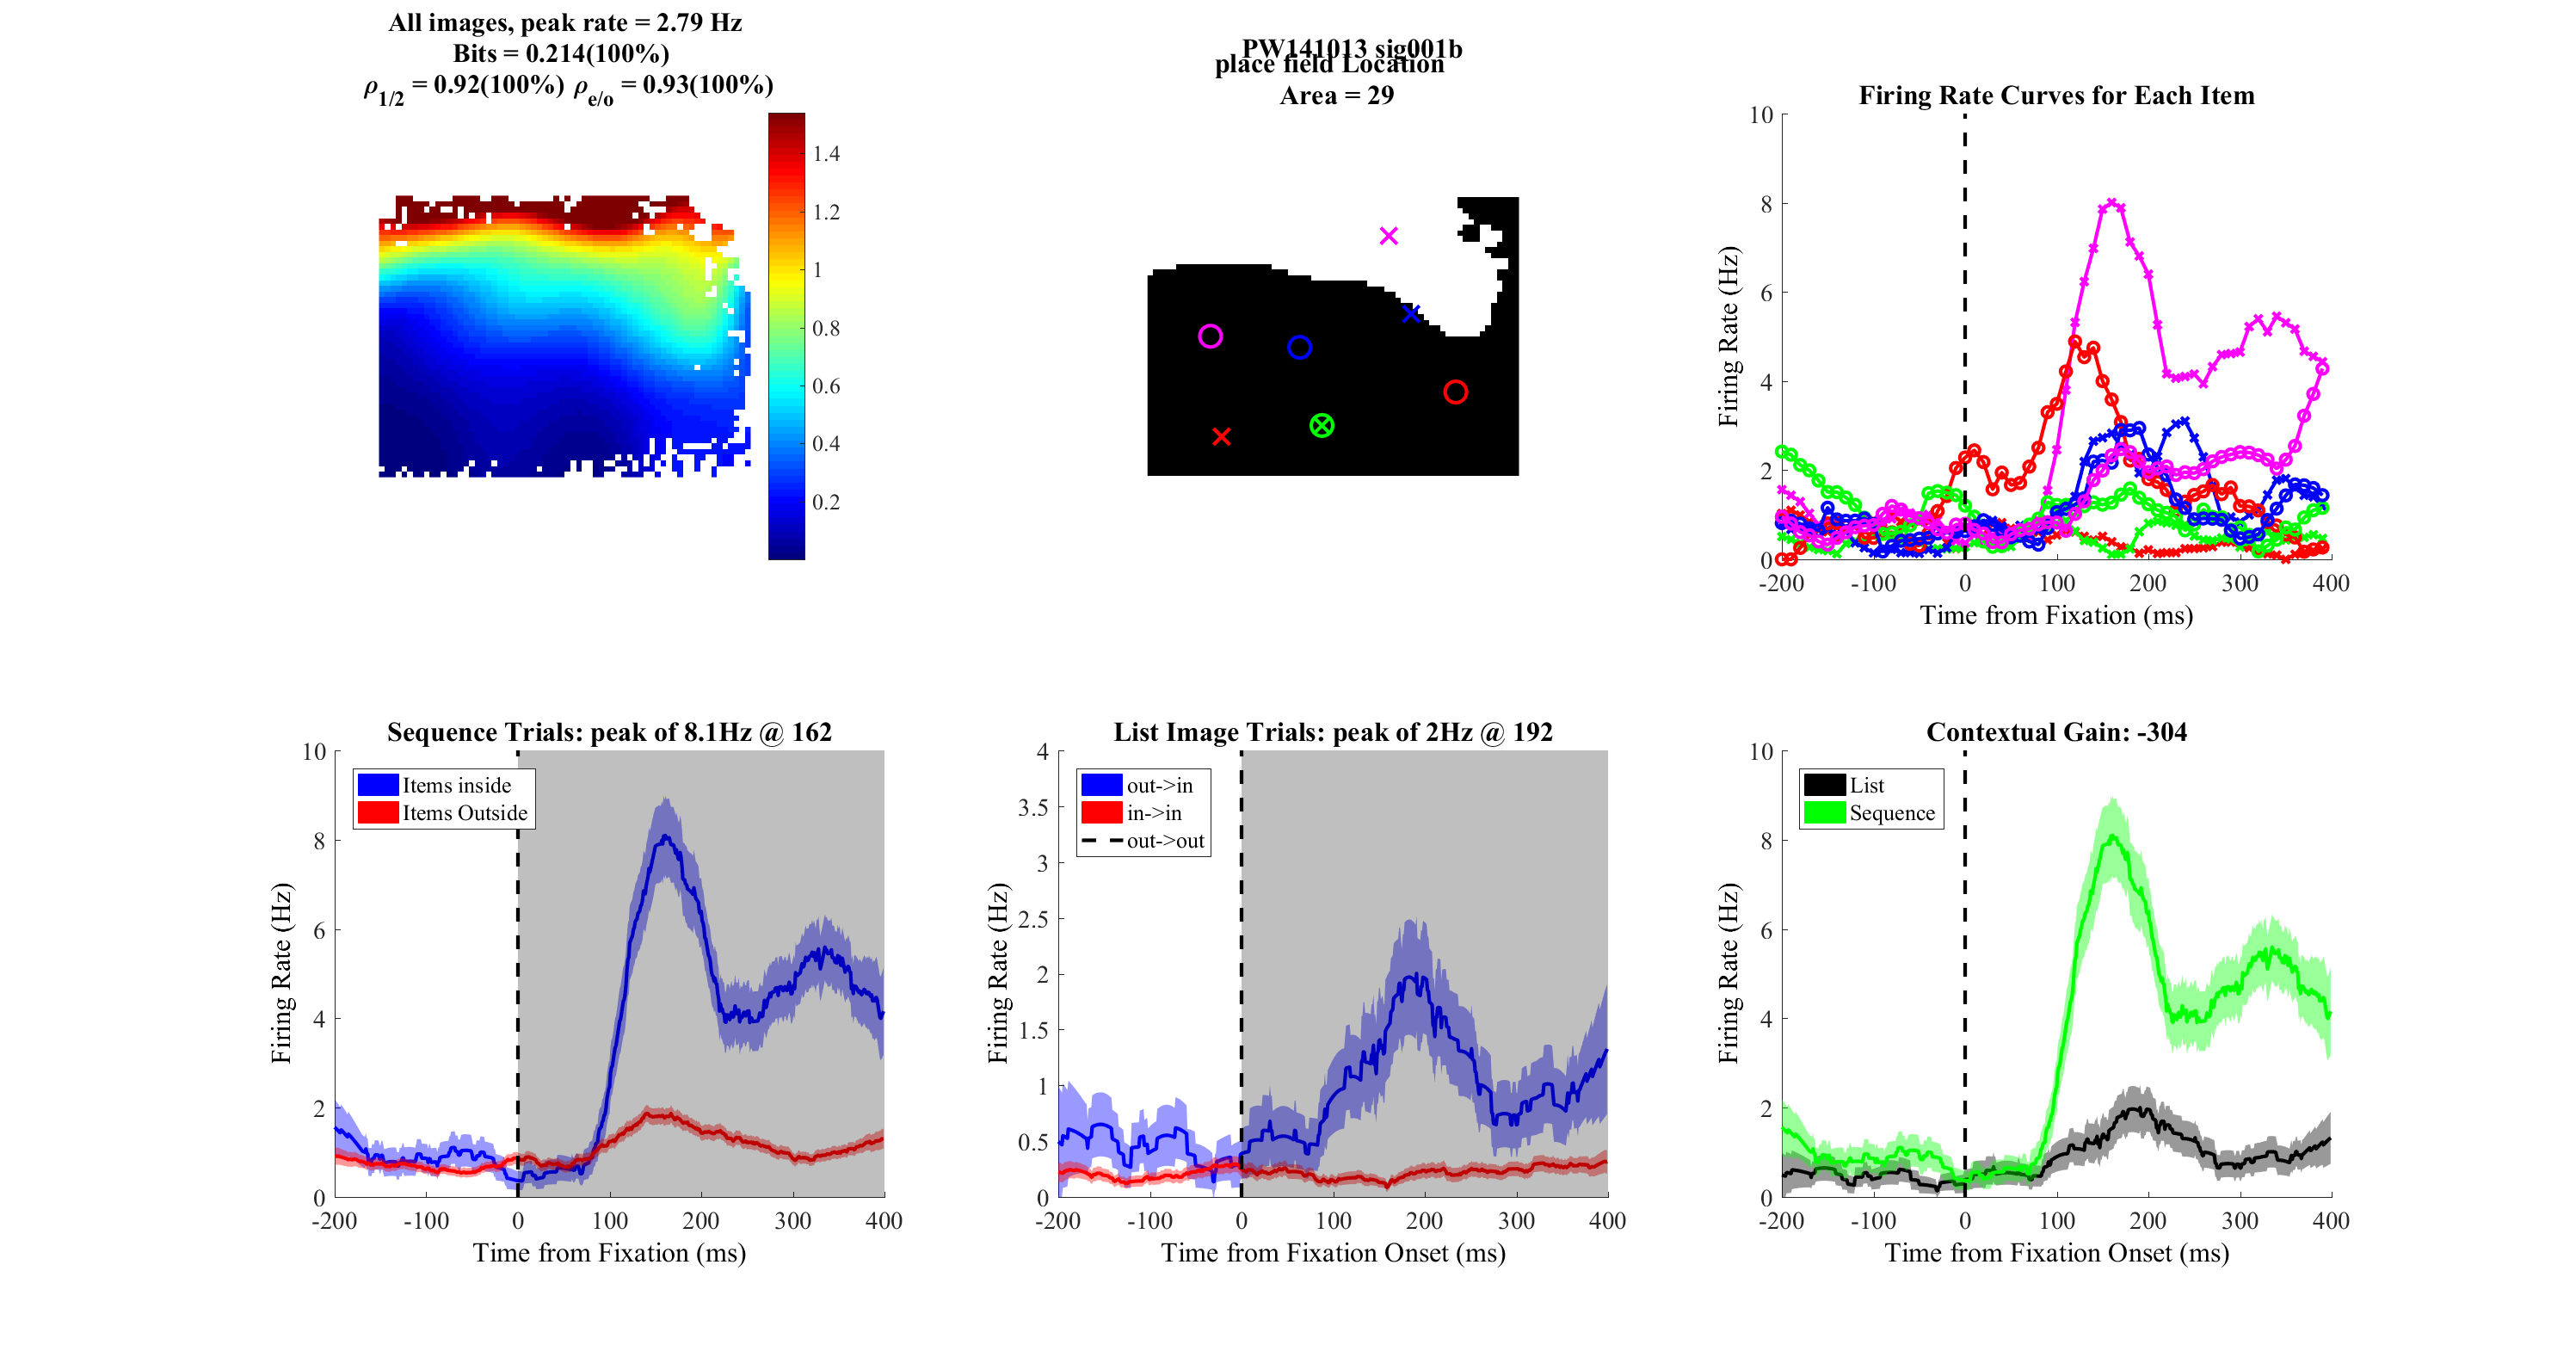 All images, peak rate = 2.79 Hz
Bits = 0.214(100%)
ρ1/2 = 0.92(100%) ρe/o = 0.93(100%)
1.4
1.2
1
0.8
0.6
0.4
0.2
PW141013 sig001b
place field Location
Area = 29
Firing Rate Curves for Each Item
Firing Rate (Hz)
10
8
6
4
2
0
-200 -100 0 100 200 300 400
Time from Fixation (ms)
Sequence Trials: peak of 8.1Hz @ 162
Items inside
Items Outside
Firing Rate (Hz)
10
8
6
4
2
0
-200 -100 0 100 200 300 400
Time from Fixation (ms)
List Image Trials: peak of 2Hz @ 192
out->in
in->in
out->out
Firing Rate (Hz)
4
3.5
3
2.5
2
1.5
1
0.5
0
-200 -100 0 100 200 300 400
Time from Fixation Onset (ms)
Contextual Gain: -304
List
Sequence
Firing Rate (Hz)
10
8
6
4
2
0
-200 -100 0 100 200 300 400
Time from Fixation Onset (ms)